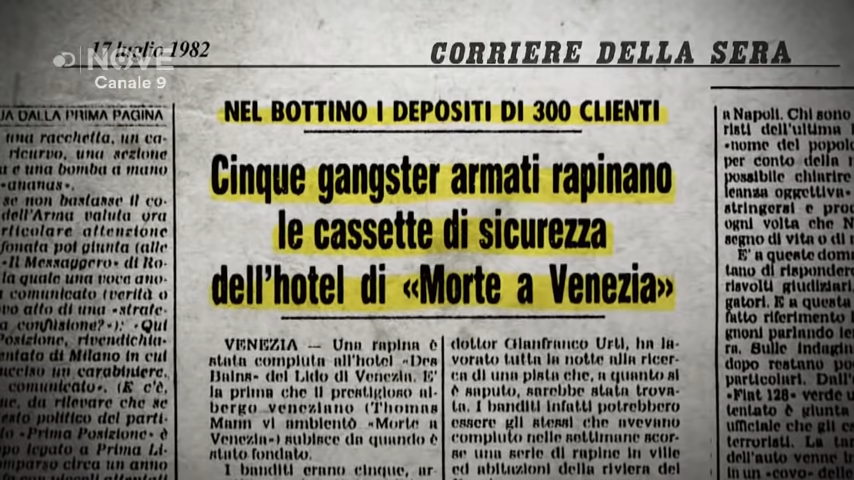 17 luglio 1982
NOVE
Canale 9
CORRIERE DELLA SERA
DALLA PRIMA PAGINA
una racchetta, un ca-
ricurvo, una sezione
a e una bomba a mano
«ananas».
se non bastasse il co-
dell'Arma valuta ora
rticolare attenzione
fonata poi giunta (alle
«Il Messaggero» di Ro-
la quale una voce ano-
a comunicato (verità o
vo atto di una «strate-
a confusione?»): «Qui
Posizione, rivendichia-
entato di Milano in cui
ucciso un carabiniere,
comunicato». (E c'è,
da rilevare che se
esto politico del parti-
«Prima Posizione» è
po legato a Prima Li-
omparso circa un anno
NEL BOTTINO I DEPOSITI DI 300 CLIENTI
Cinque gangster armati rapinano
le cassette di sicurezza
dell'hotel di «Morte a Venezia»
VENEZIA — Una rapina è
stata compiuta all'hotel «Des
Bains» del Lido di Venezia. E'
la prima che il prestigioso al-
bergo veneziano (Thomas
Mann vi ambientò «Morte a
Venezia») subisce da quando è
stato fondato.
I banditi erano cinque, ar-
dottor Gianfranco Urti, ha la-
vorato tutta la notte alla ricer-
ca di una pista che, a quanto si
è saputo, sarebbe stata trova-
ta. I banditi infatti potrebbero
essere gli stessi che avevano
compiuto nelle settimane scor-
se una serie di rapine in ville
ed abitazioni della riviera del
a Napoli. Chi sono
risti dell'ultima
«nome del popolo
per conto della
possibile chiarire
leanza oggettiva»
stringersi e
ogni volta che
segno di vita o di
E' a queste
tano di rispondere
risvolti giudiziari.
gatori. E a questa
fatto riferimento
gnoni parlando
ra. Sulle indagini
dopo restano
particolari. Dall'
«Fiat 128» verde
tentato è giunta
ufficiale che gli
terroristi. La
dell'auto venne
in un «covo» delle